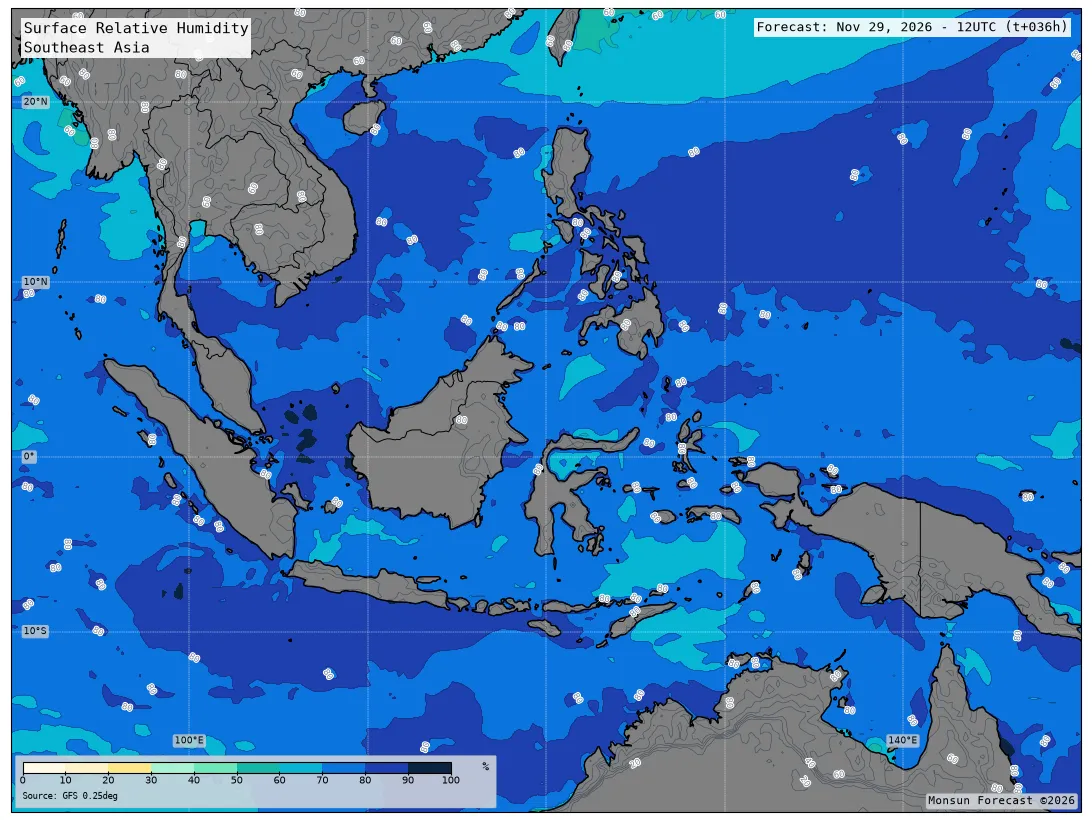 Surface Relative Humidity
Southeast Asia
Forecast: Nov 29, 2026 - 12UTC (t+036h)
20°N
10°N
0°
10°S
100°E
140°E
0 10 20 30 40 50 60 70 80 90 100
%
Source: GFS 0.25deg
Monsun Forecast ©2026